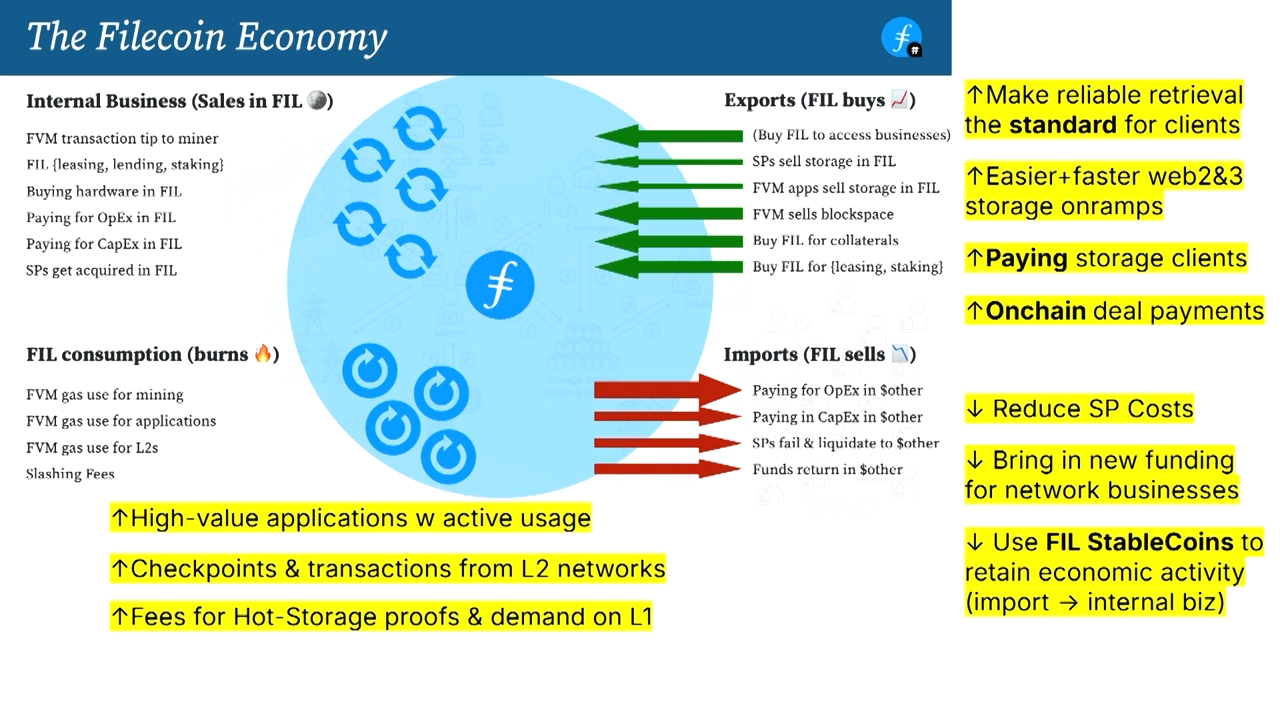 The Filecoin Economy
Internal Business (Sales in FIL 🌚)
FVM transaction tip to miner
FIL {leasing, lending, staking}
Buying hardware in FIL
Paying for OpEx in FIL
Paying for CapEx in FIL
SPs get acquired in FIL
Exports (FIL buys 📈)
(Buy FIL to access businesses)
SPs sell storage in FIL
FVM apps sell storage in FIL
FVM sells blockspace
Buy FIL for collaterals
Buy FIL for {leasing, staking}
FIL consumption (burns 🔥)
FVM gas use for mining
FVM gas use for applications
FVM gas use for L2s
Slashing Fees
Imports (FIL sells 📉)
Paying for OpEx in $other
Paying in CapEx in $other
SPs fail & liquidate to $other
Funds return in $other
↑High-value applications w active usage
↑Checkpoints & transactions from L2 networks
↑Fees for Hot-Storage proofs & demand on L1
↑Make reliable retrieval
the standard for clients
↑Easier+faster web2&3
storage onramps
↑Paying storage clients
↑Onchain deal payments
↓ Reduce SP Costs
↓ Bring in new funding
for network businesses
↓ Use FIL StableCoins to
retain economic activity
(import → internal biz)